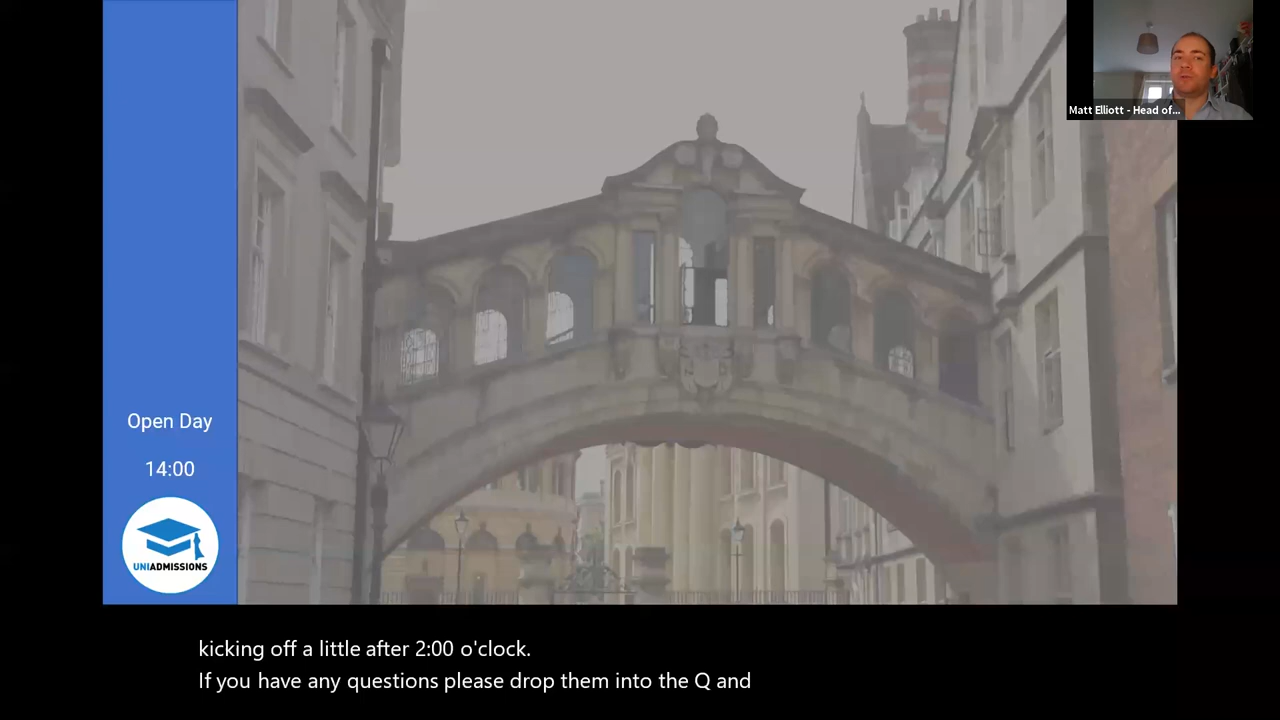 Matt Elliott - Head of...
Open Day
14:00
UNIADMISSIONS
kicking off a little after 2:00 o'clock.
If you have any questions please drop them into the Q and